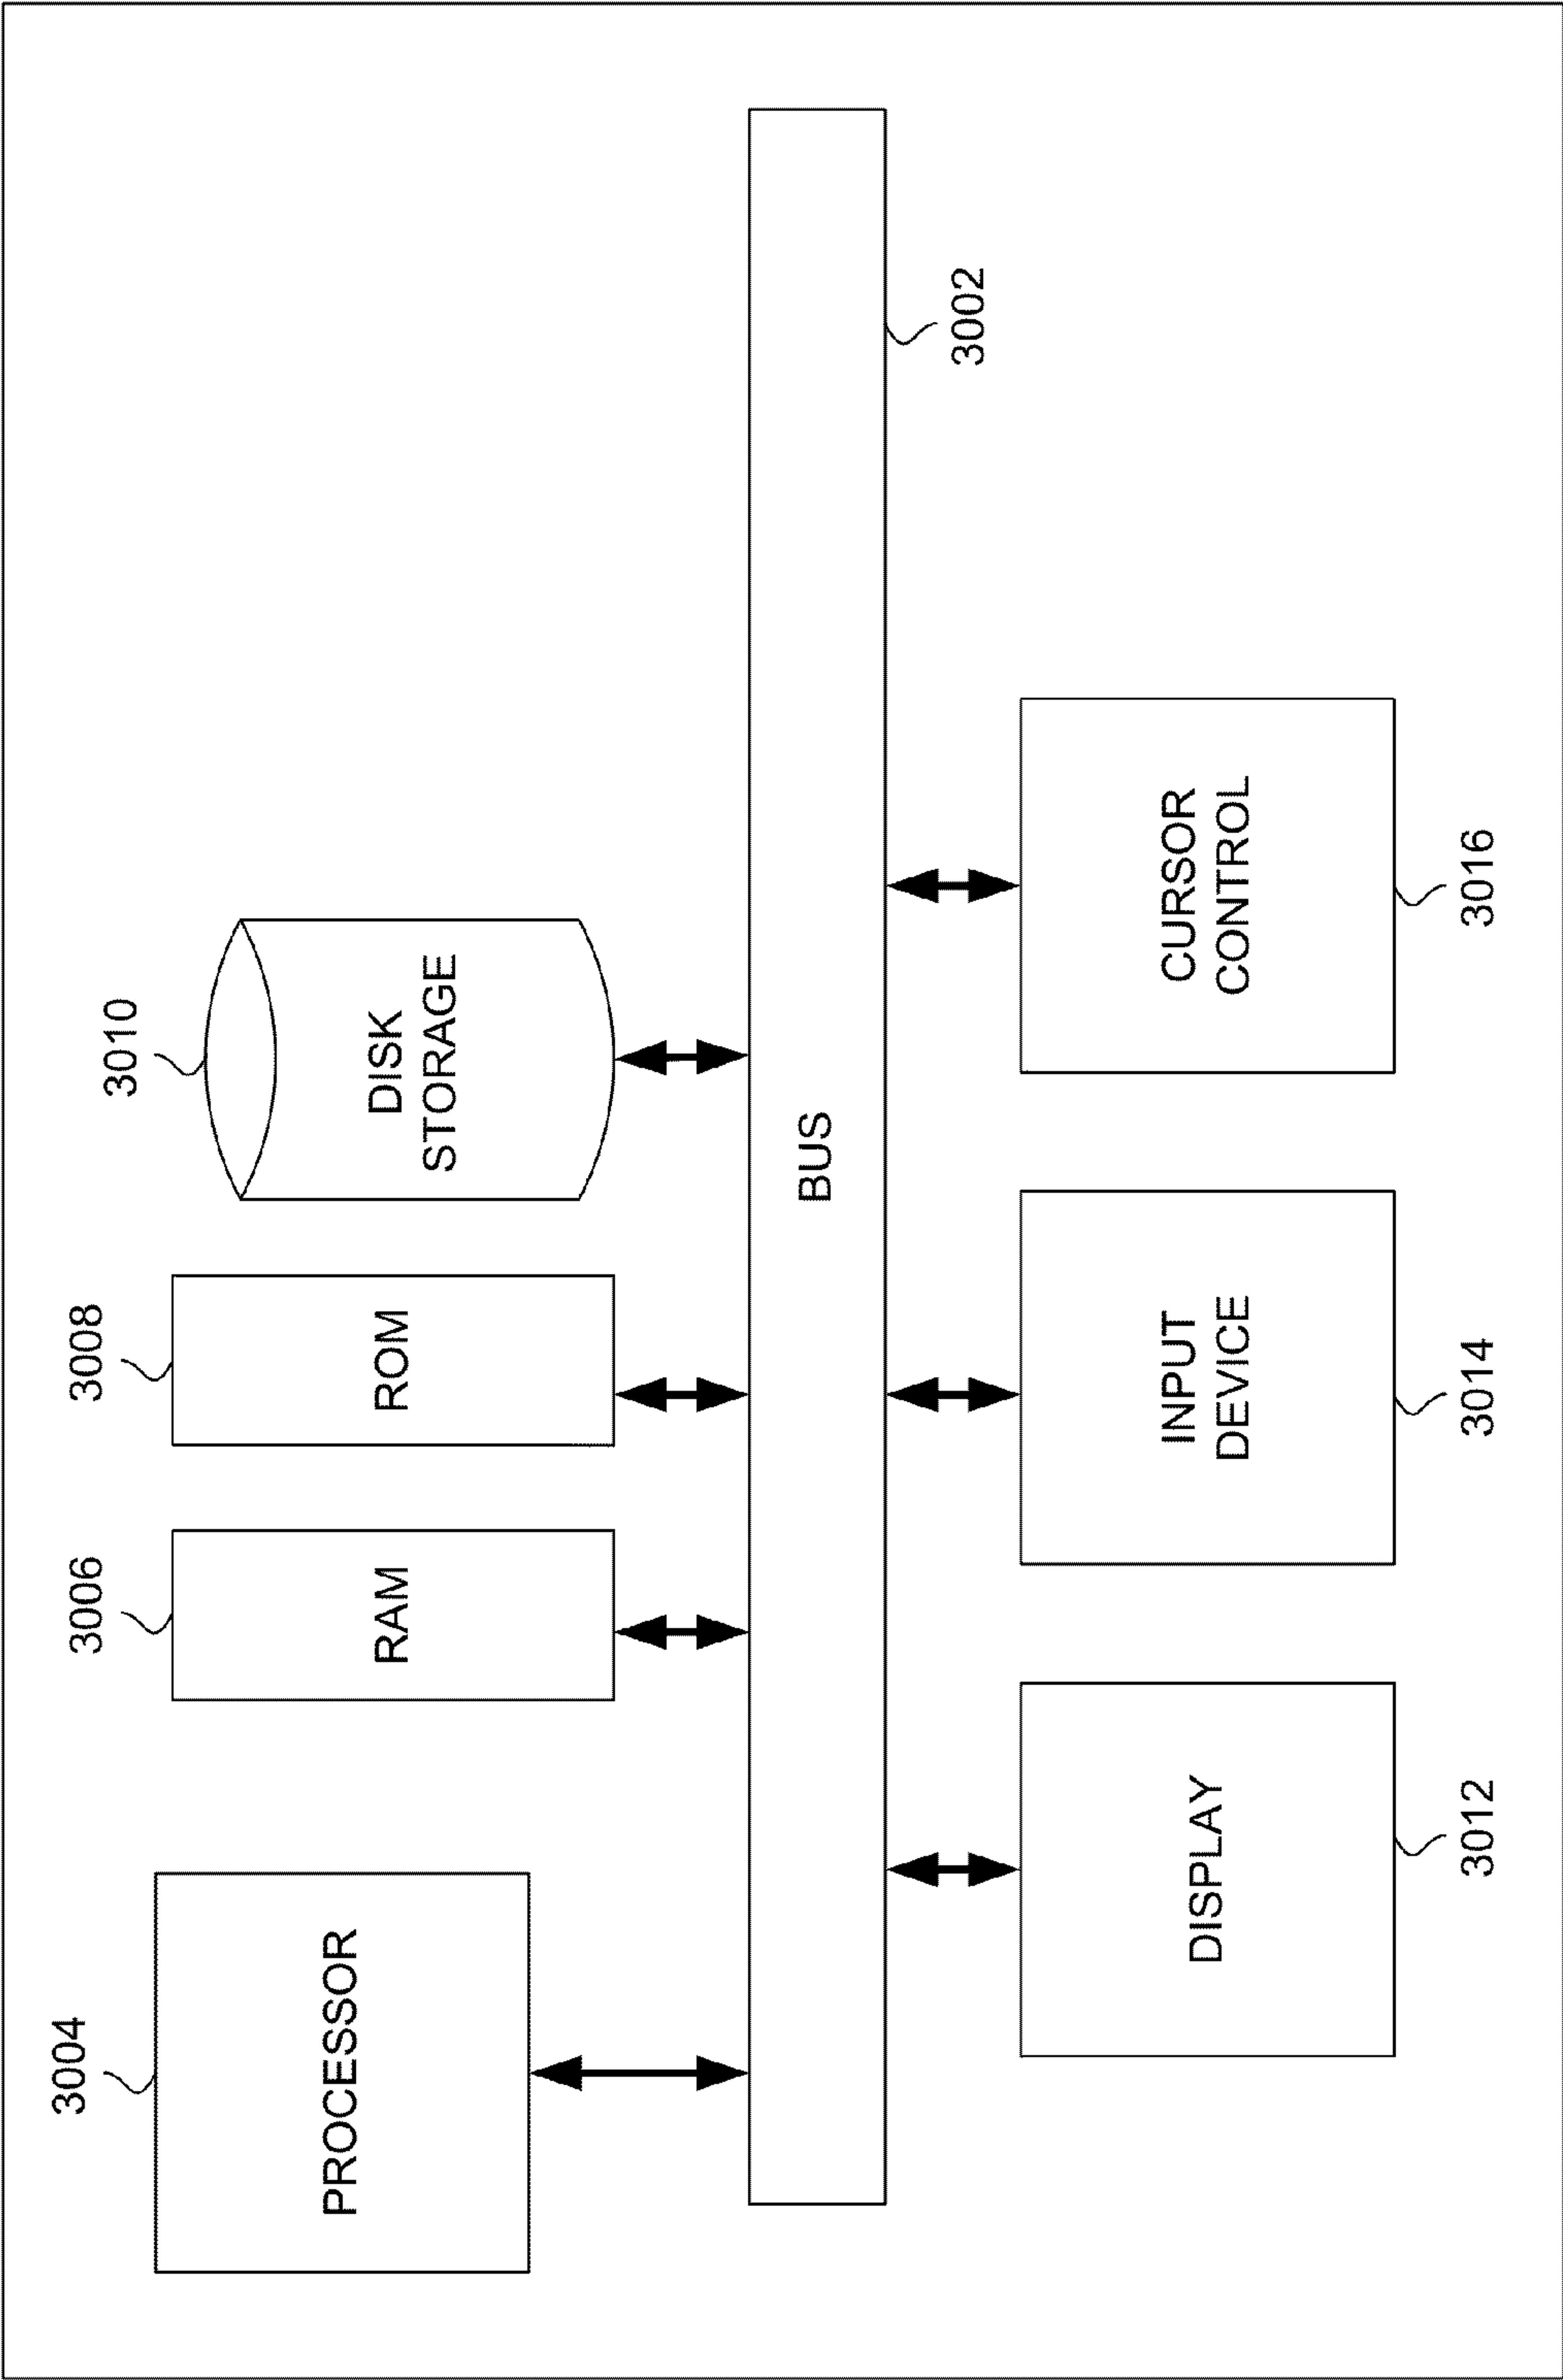 3004
3006
3008
3010
PROCESSOR
RAM
ROM
DISK
STORAGE
BUS
3002
DISPLAY
INPUT
DEVICE
CURSOR
CONTROL
3012
3014
3016